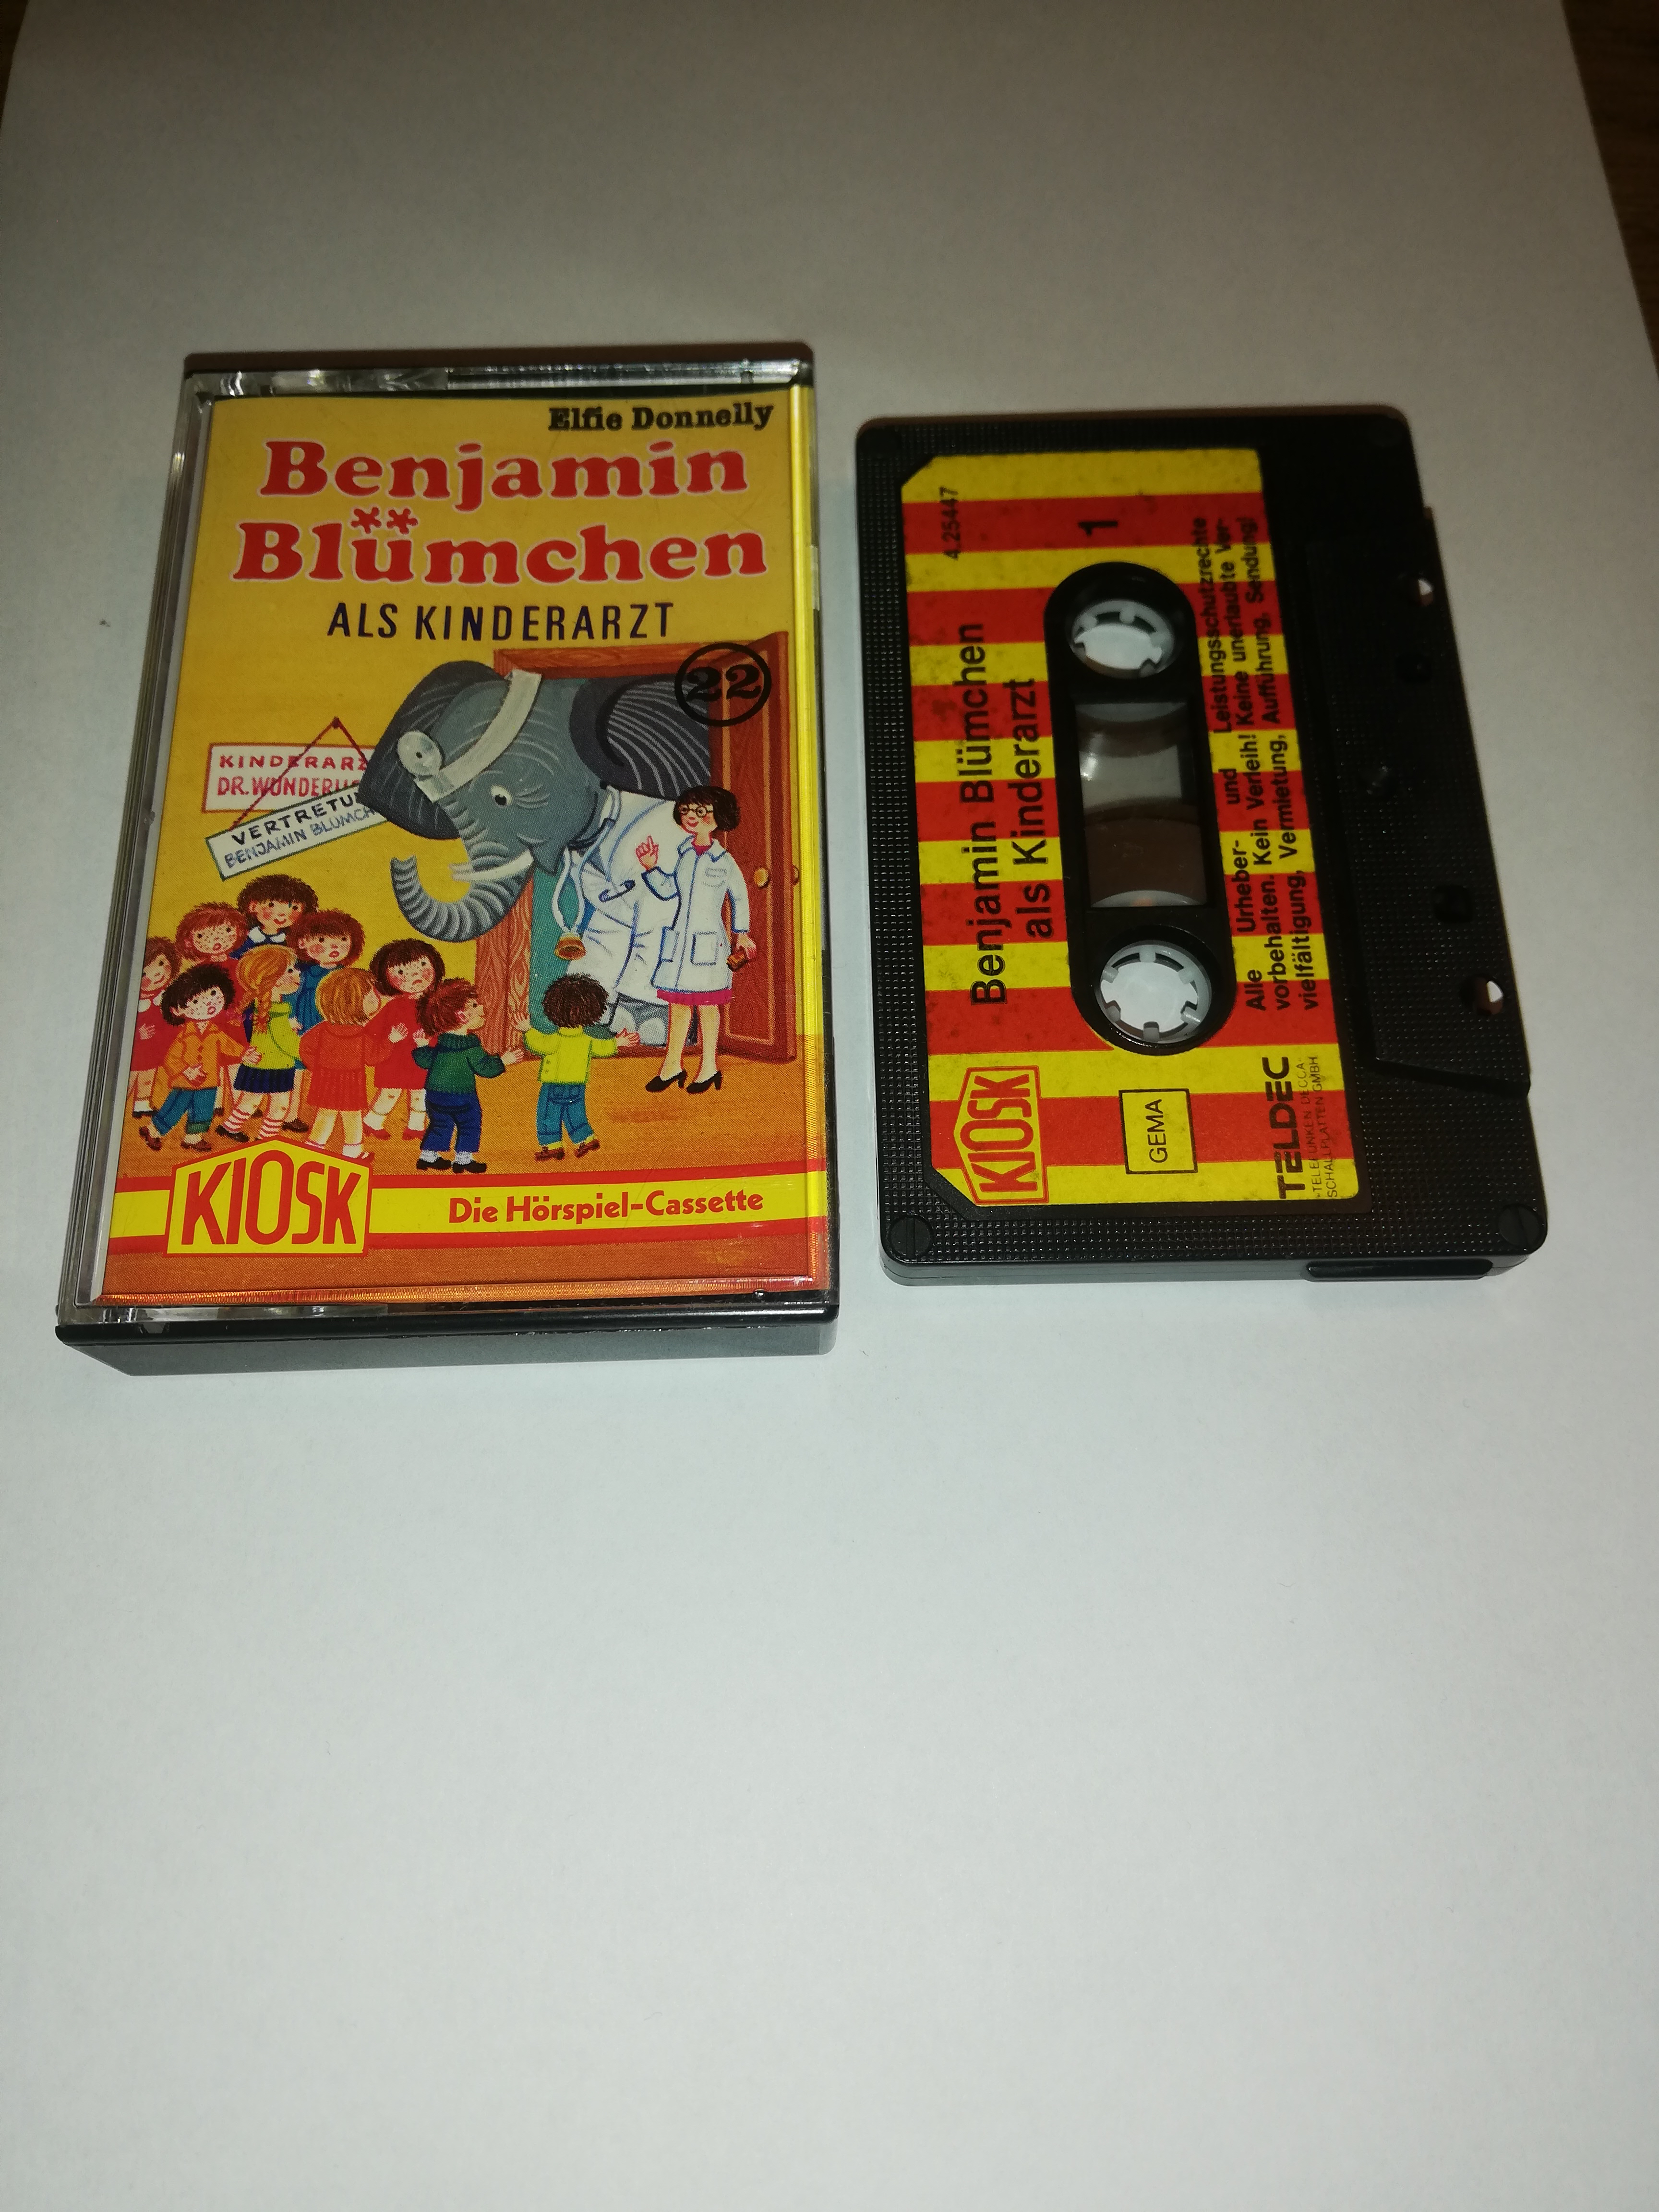 Elfie Donnelly
Benjamin
Blümchen
ALS KINDERARZT
22
KINDERARZ
DR. WUNDERLI
VERTRETU
BENJAMIN BLÜMCH
KIOSK
Die Hörspiel-Cassette
4.25447
1
Benjamin Blümchen
als Kinderarzt
Alle Urheber- und Leistungsschutzrechte
vorbehalten. Kein Verleih! Keine unerlaubte Ver-
vielfältigung, Vermietung, Aufführung, Sendung!
KIOSK
GEMA
TELDEC
TELEFUNKEN DECCA
SCHALLPLATTEN GMBH